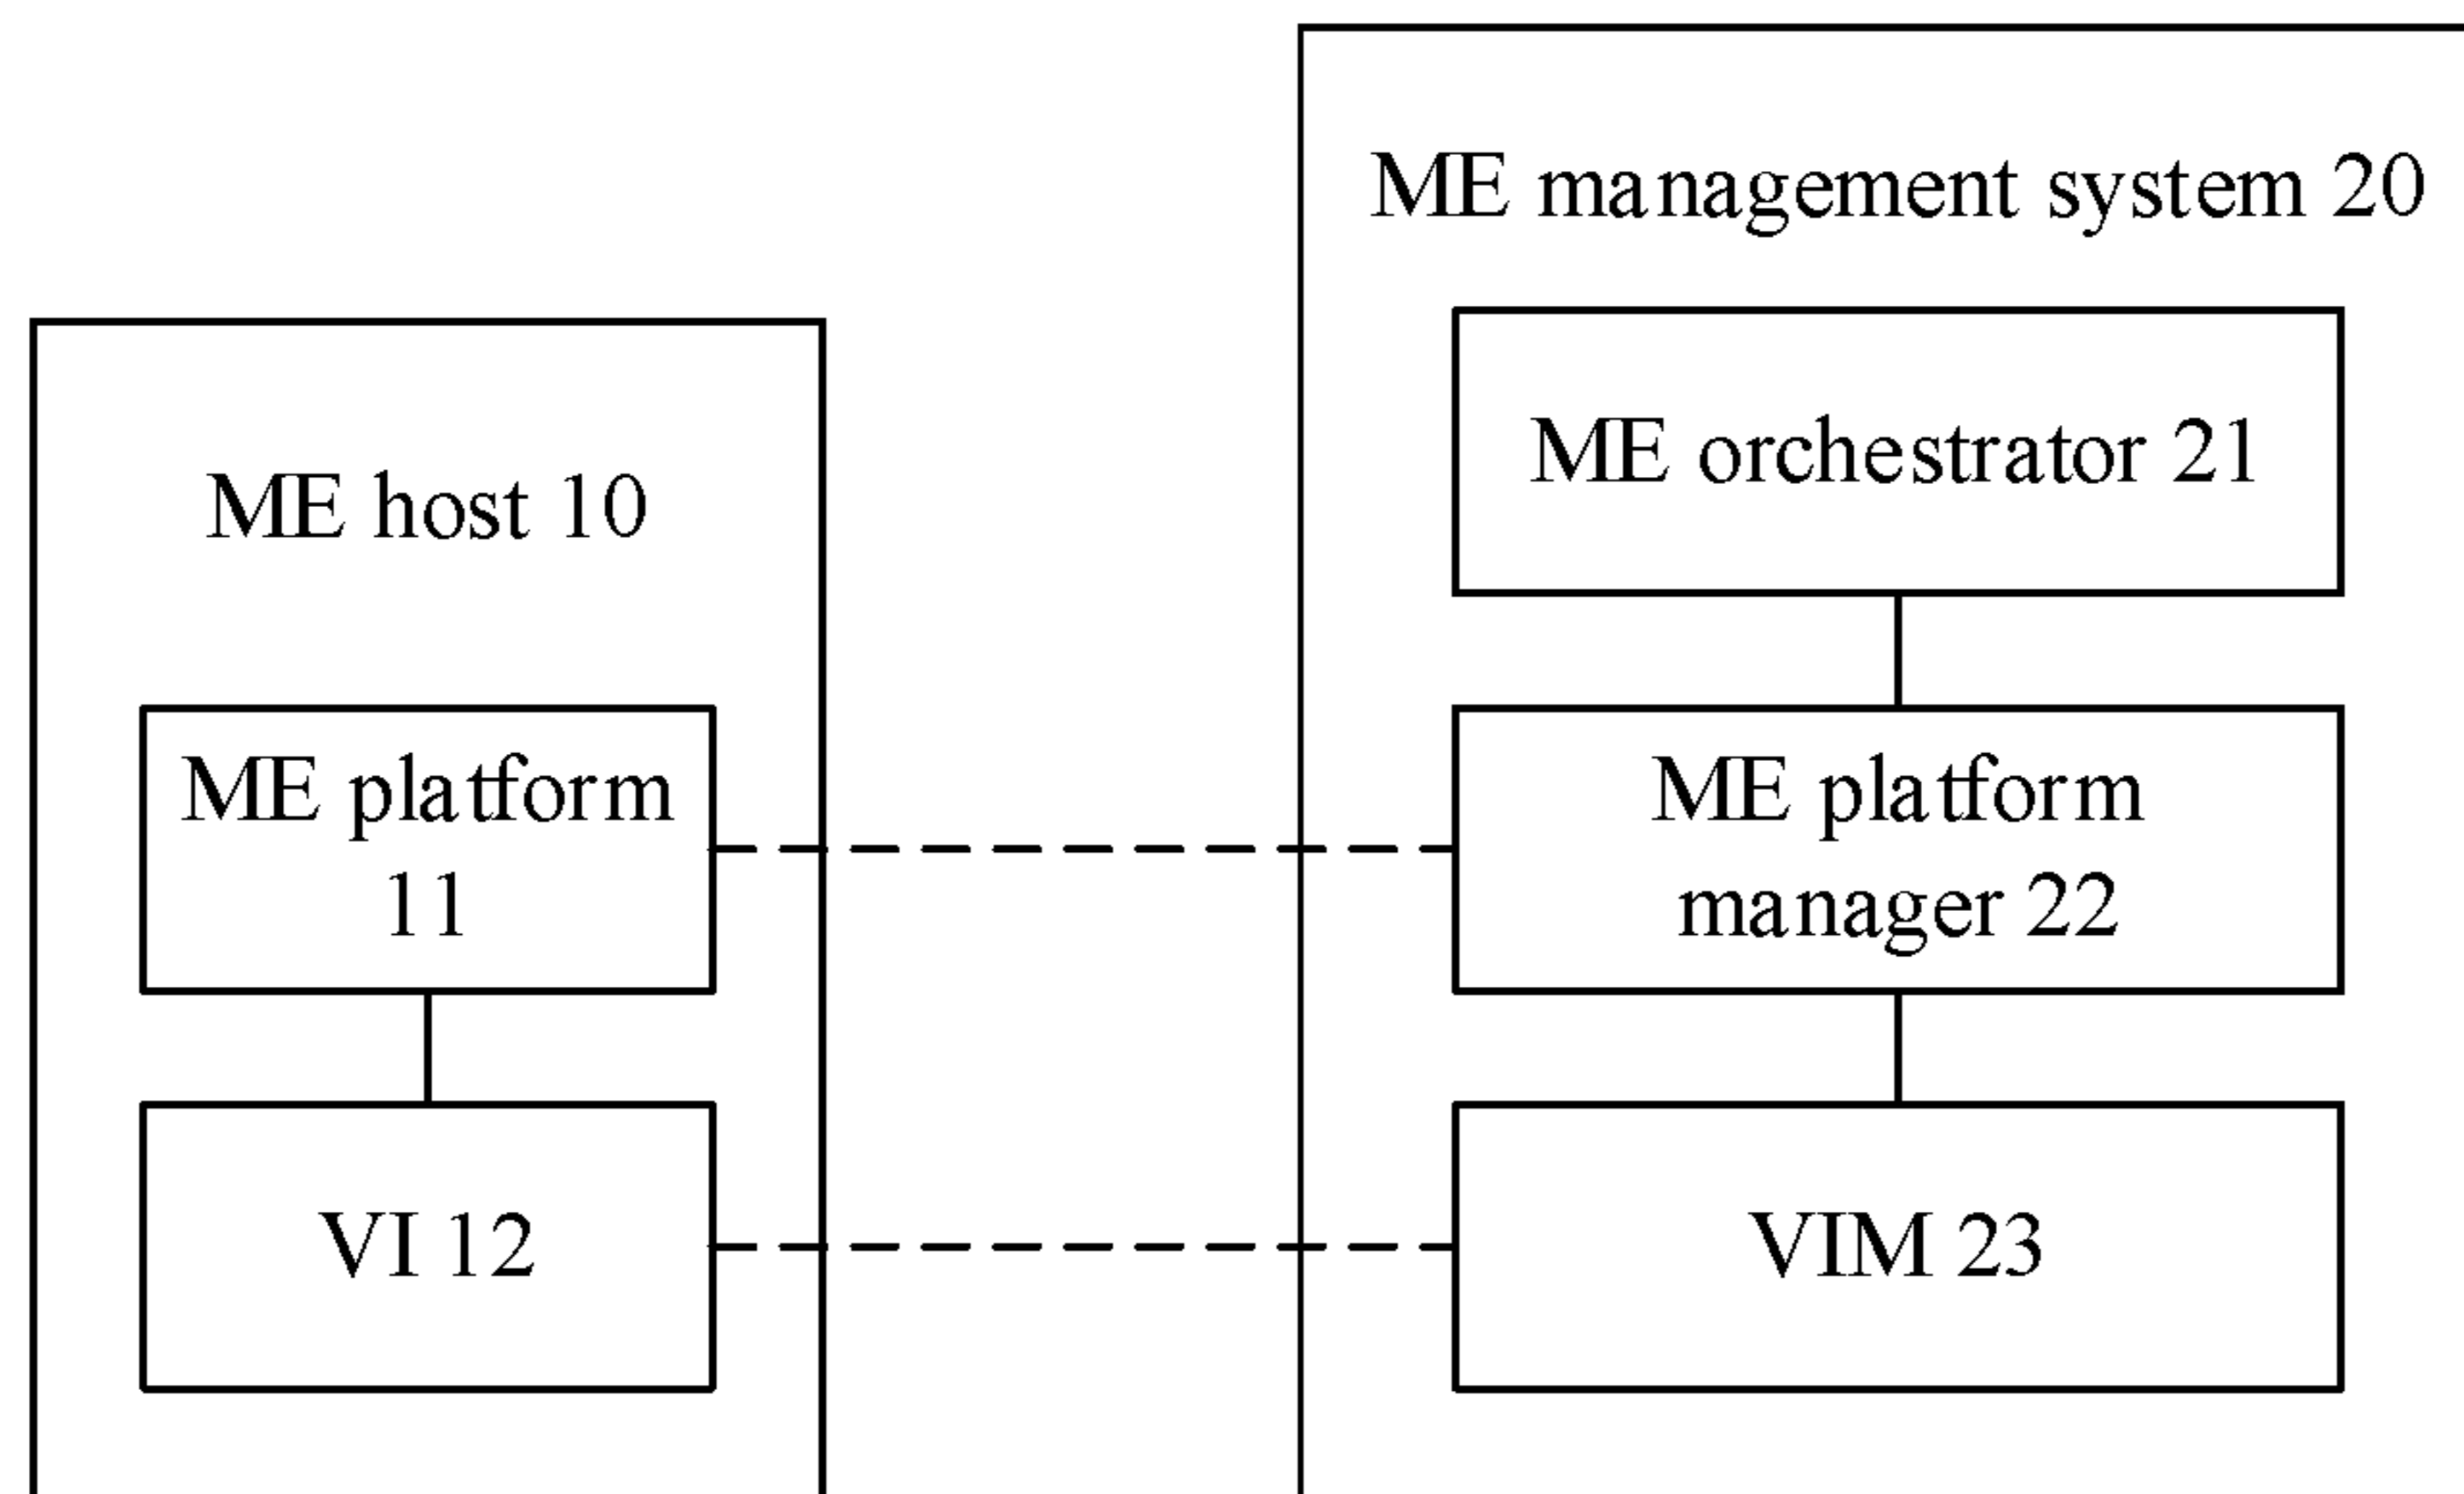 ME management system 20
ME orchestrator 21
ME host 10
ME platform
11
ME platform
manager 22
VI 12
VIM 23